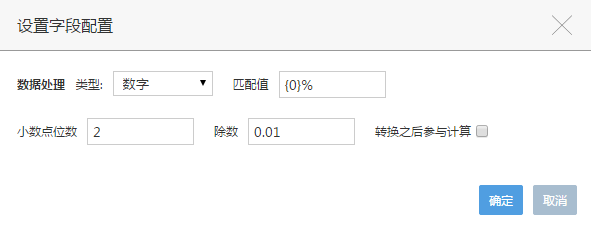 设置字段配置
数据处理 类型: 数字 匹配值 {0}%
小数点位数 2 除数 0.01 转换之后参与计算
确定 取消